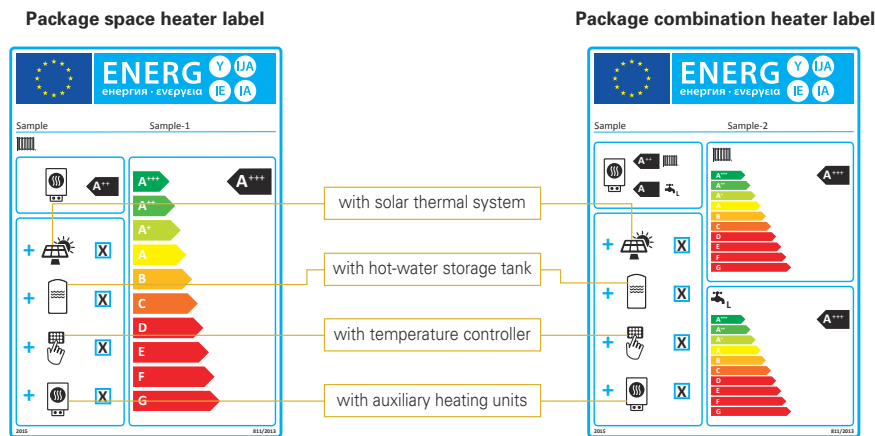 Package space heater label
Package combination heater label
ENERG Y IJA
енергия · ενεργεια IE IA
Sample Sample-1
A++
A+++
A+++
A++
A+
A
B
C
D
E
F
G
+ X
+ X
+ X
+ X
2015 811/2013
with solar thermal system
with hot-water storage tank
with temperature controller
with auxiliary heating units
ENERG Y IJA
енергия · ενεργεια IE IA
Sample Sample-2
A++
A
L
+ X
+ X
+ X
+ X
A+++
A+++
A++
A+
A
B
C
D
E
F
G
L
A+++
A+++
A++
A+
A
B
C
D
E
F
G
2015 811/2013